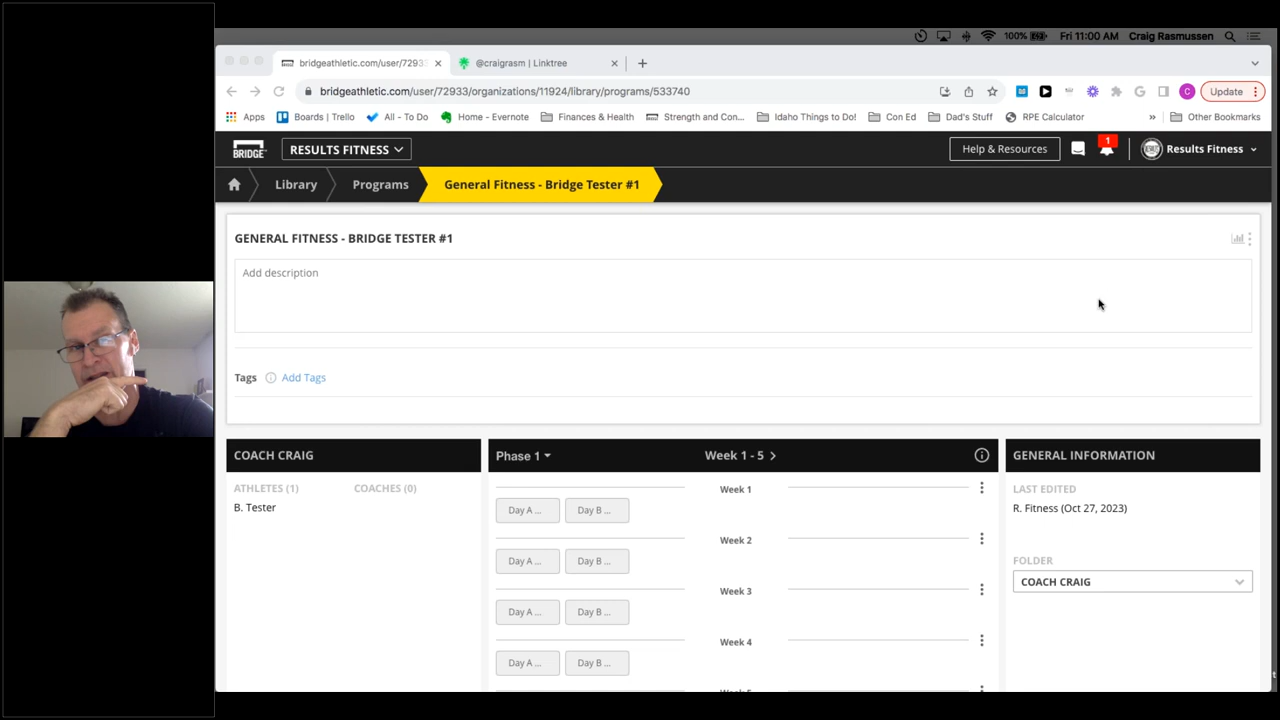 100% Fri 11:00 AM Craig Rasmussen
bridgeathletic.com/user/7293
@craigrasm | Linktree
bridgeathletic.com/user/72933/organizations/11924/library/programs/533740
C
Update
Apps
Boards | Trello
All - To Do
Home - Evernote
Finances & Health
Strength and Con...
Idaho Things to Do!
Con Ed
Dad's Stuff
RPE Calculator
»
Other Bookmarks
BRIDGE
RESULTS FITNESS
Help & Resources
1
Results Fitness
Library
Programs
General Fitness - Bridge Tester #1
GENERAL FITNESS - BRIDGE TESTER #1
Add description
Tags
Add Tags
COACH CRAIG
Phase 1
Week 1 - 5
GENERAL INFORMATION
ATHLETES (1)
COACHES (0)
B. Tester
Week 1
Day A ...
Day B ...
Week 2
Day A ...
Day B ...
Week 3
Day A ...
Day B ...
Week 4
Day A ...
Day B ...
LAST EDITED
R. Fitness (Oct 27, 2023)
FOLDER
COACH CRAIG